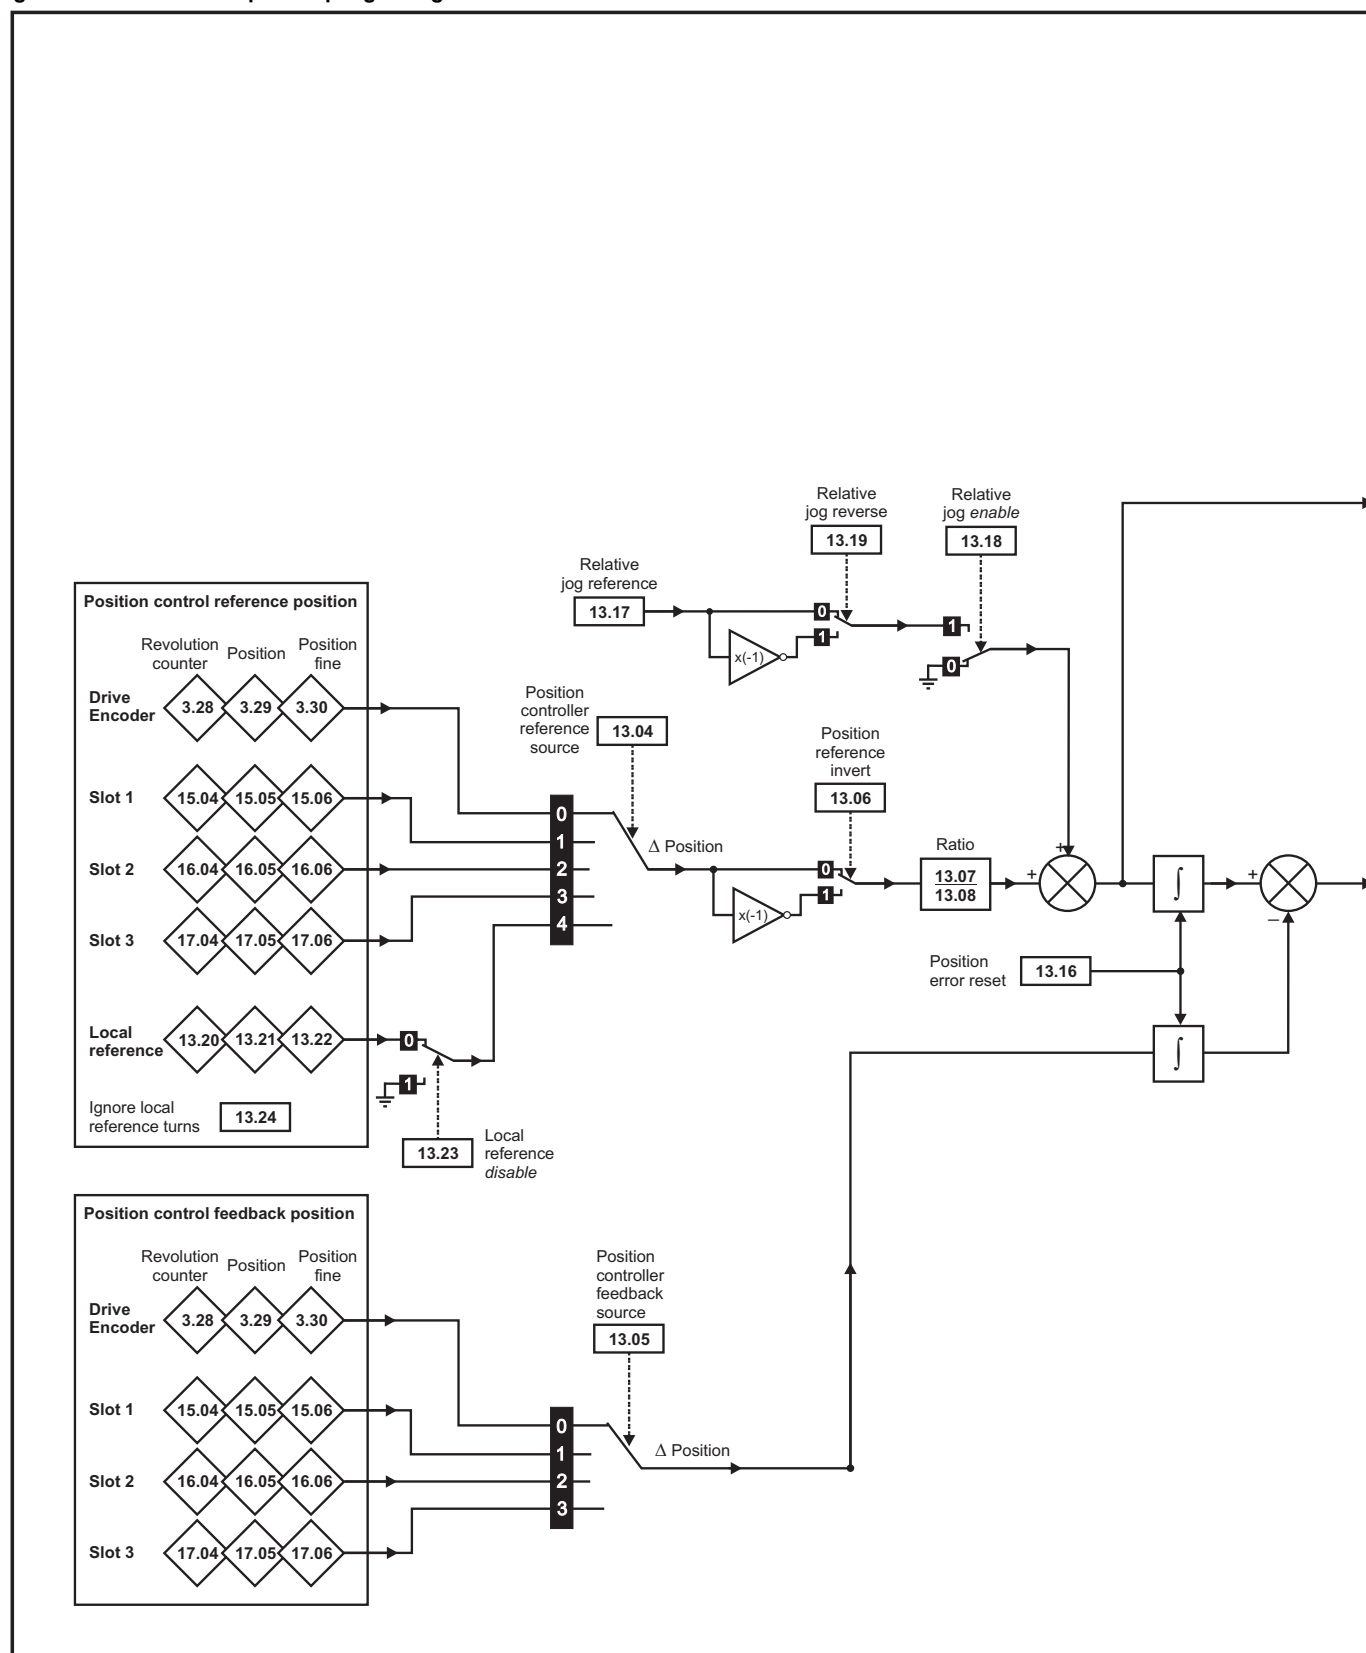 Relative
jog reverse
13.19
Relative
jog enable
13.18
Relative
jog reference
13.17
0
1
x(-1)
1
0
Position control reference position
Revolution
counter
Position
Position
fine
Drive
Encoder
3.28
3.29
3.30
Slot 1
15.04
15.05
15.06
Slot 2
16.04
16.05
16.06
Slot 3
17.04
17.05
17.06
Local
reference
13.20
13.21
13.22
Ignore local
reference turns
13.24
0
1
13.23
Local
reference
disable
Position
controller
reference
source
13.04
0
1
2
3
4
Δ Position
x(-1)
Position
reference
invert
13.06
0
1
Ratio
13.07
13.08
+
+
∫
+
−
Position
error reset
13.16
∫
Position control feedback position
Revolution
counter
Position
Position
fine
Drive
Encoder
3.28
3.29
3.30
Slot 1
15.04
15.05
15.06
Slot 2
16.04
16.05
16.06
Slot 3
17.04
17.05
17.06
Position
controller
feedback
source
13.05
0
1
2
3
Δ Position